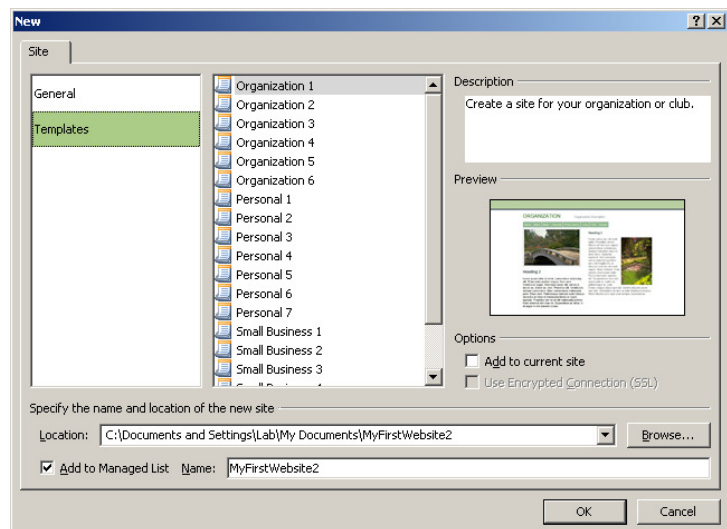 New
Site
General
Templates
Organization 1
Organization 2
Organization 3
Organization 4
Organization 5
Organization 6
Personal 1
Personal 2
Personal 3
Personal 4
Personal 5
Personal 6
Personal 7
Small Business 1
Small Business 2
Small Business 3
Description
Create a site for your organization or club.
Preview
ORGANIZATION
Heading 2
Options
Add to current site
Use Encrypted Connection (SSL)
Specify the name and location of the new site
Location: C:\Documents and Settings\Lab\My Documents\MyFirstWebsite2 Browse...
Add to Managed List Name: MyFirstWebsite2
OK Cancel